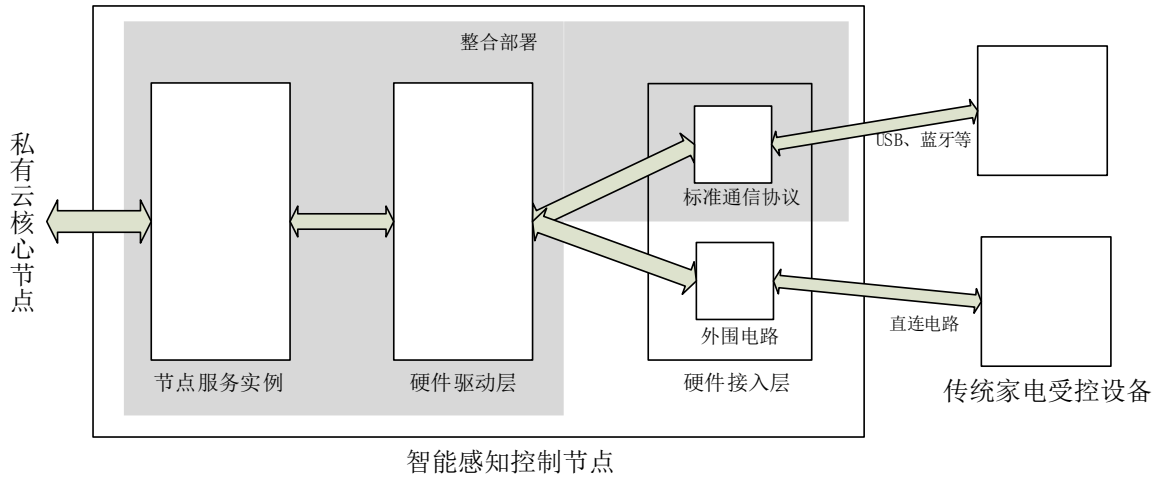 整合部署
私有云核心节点
USB、蓝牙等
标准通信协议
外围电路
直连电路
节点服务实例
硬件驱动层
硬件接入层
传统家电受控设备
智能感知控制节点